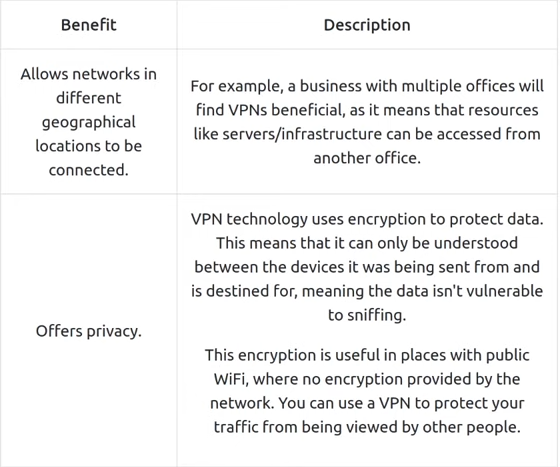 Benefit
Description
Allows networks in
different
geographical
locations to be
connected.
For example, a business with multiple offices will
find VPNs beneficial, as it means that resources
like servers/infrastructure can be accessed from
another office.
Offers privacy.
VPN technology uses encryption to protect data.
This means that it can only be understood
between the devices it was being sent from and
is destined for, meaning the data isn't vulnerable
to sniffing.
This encryption is useful in places with public
WiFi, where no encryption provided by the
network. You can use a VPN to protect your
traffic from being viewed by other people.